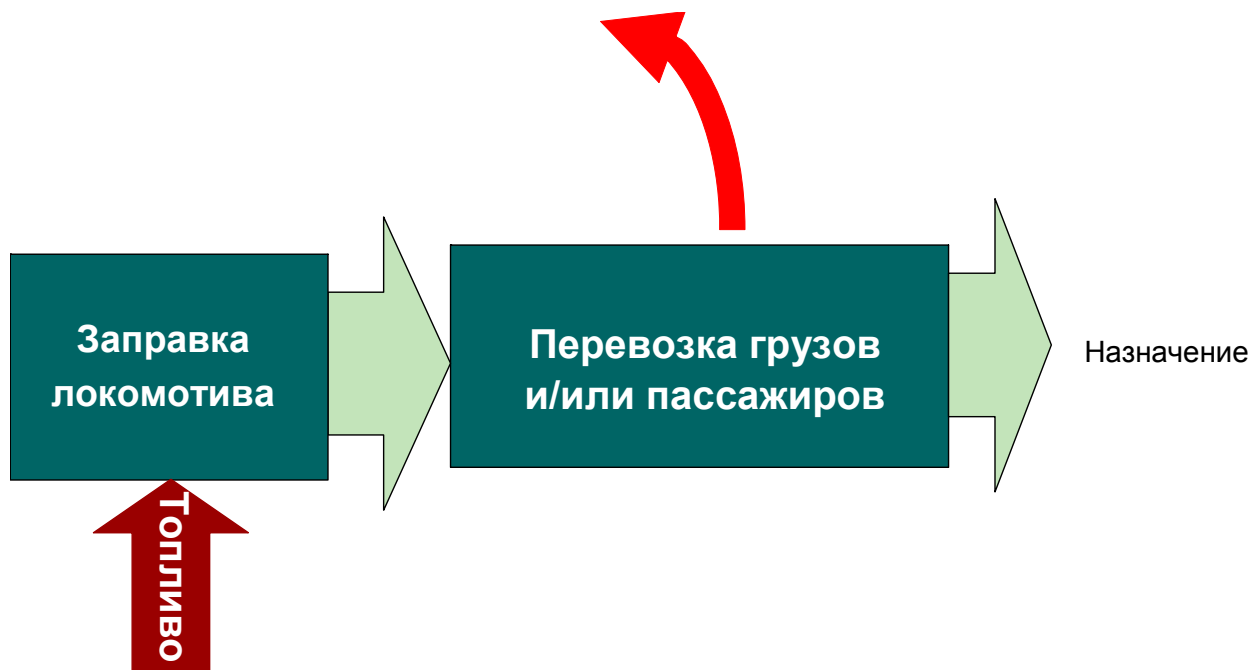 Заправка
локомотива
Перевозка грузов
и/или пассажиров
Назначение
Топливо